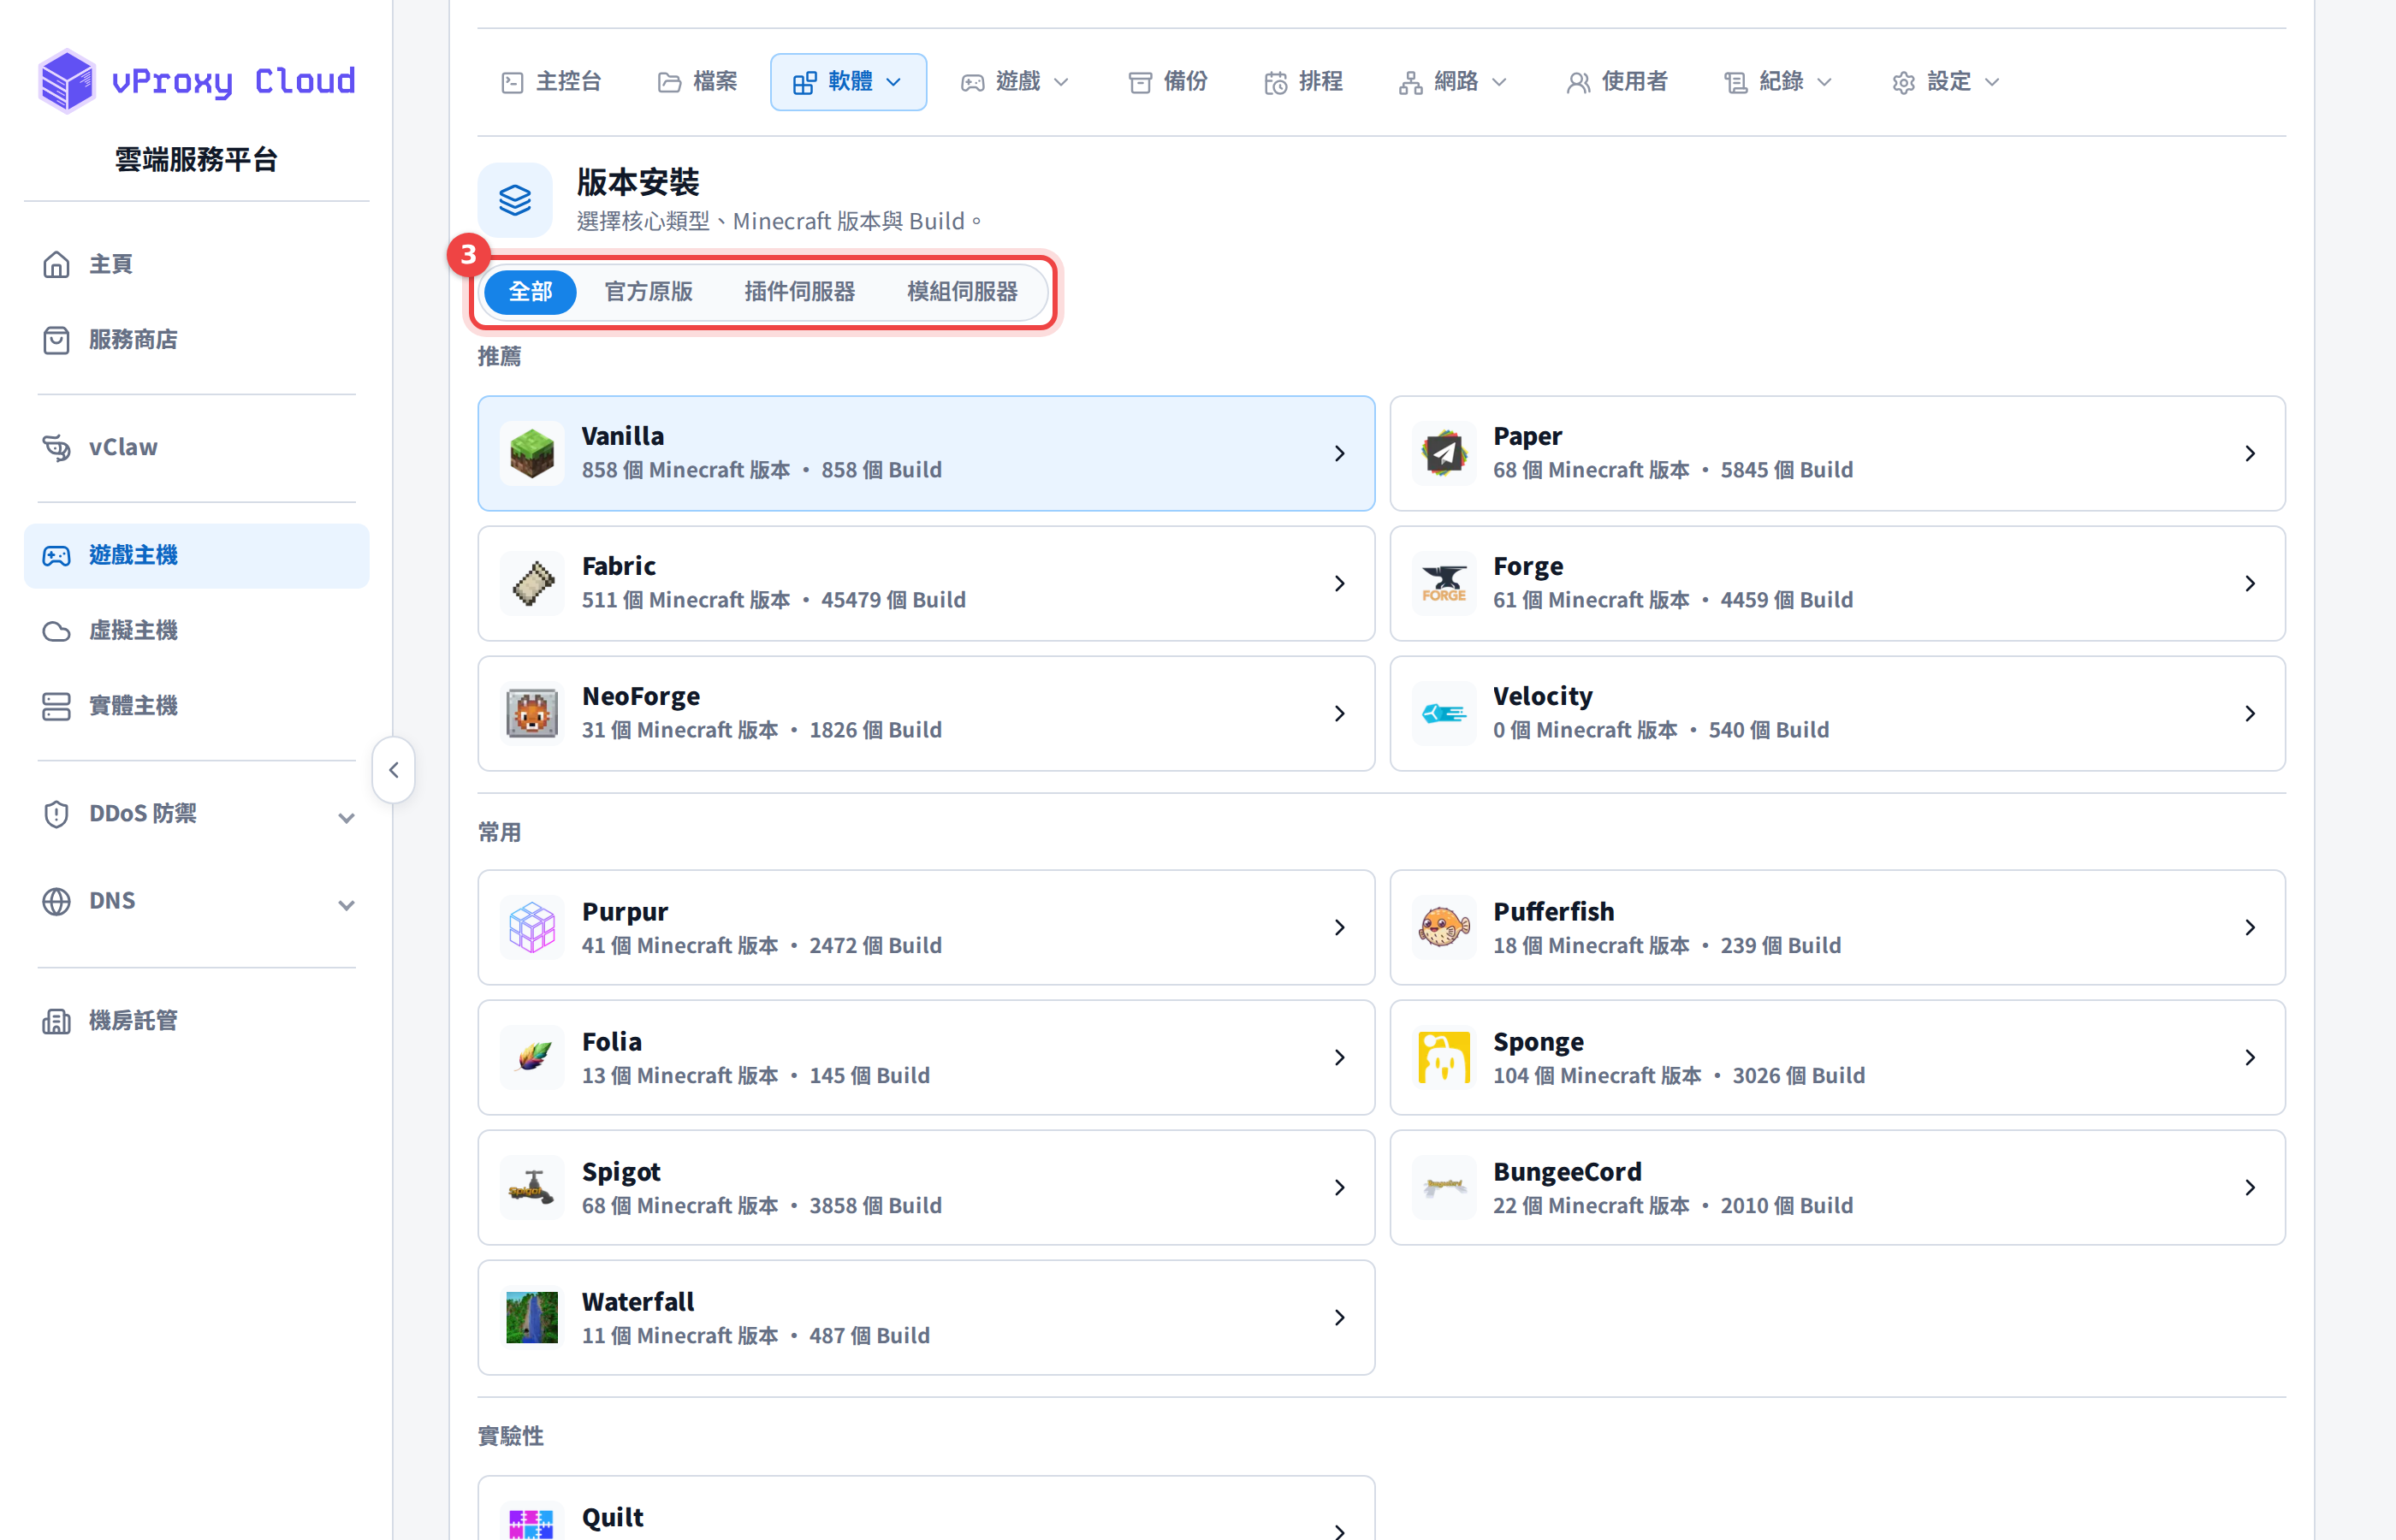 vProxy Cloud
雲端服務平台
主頁
服務商店
vClaw
遊戲主機
虛擬主機
實體主機
DDoS 防禦
DNS
機房託管
主控台 檔案 軟體 遊戲 備份 排程 網路 使用者 紀錄 設定
版本安裝
選擇核心類型、Minecraft 版本與 Build。
3
全部 官方原版 插件伺服器 模組伺服器
推薦
Vanilla
858 個 Minecraft 版本 • 858 個 Build
Paper
68 個 Minecraft 版本 • 5845 個 Build
Fabric
511 個 Minecraft 版本 • 45479 個 Build
FORGE
Forge
61 個 Minecraft 版本 • 4459 個 Build
NeoForge
31 個 Minecraft 版本 • 1826 個 Build
Velocity
0 個 Minecraft 版本 • 540 個 Build
常用
Purpur
41 個 Minecraft 版本 • 2472 個 Build
Pufferfish
18 個 Minecraft 版本 • 239 個 Build
Folia
13 個 Minecraft 版本 • 145 個 Build
Sponge
104 個 Minecraft 版本 • 3026 個 Build
Spigot
Spigot
68 個 Minecraft 版本 • 3858 個 Build
BungeeCord
BungeeCord
22 個 Minecraft 版本 • 2010 個 Build
Waterfall
11 個 Minecraft 版本 • 487 個 Build
實驗性
Quilt